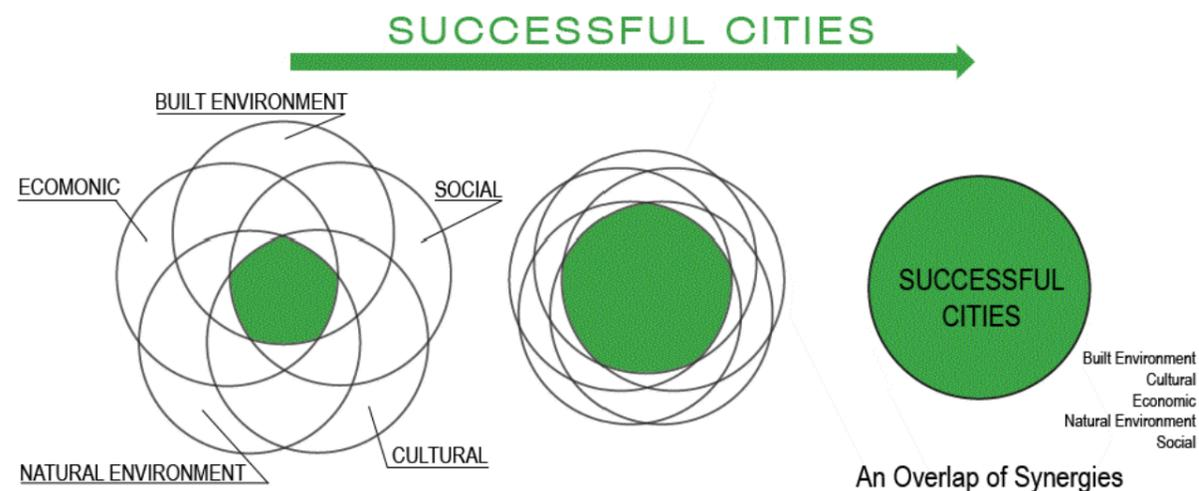 SUCCESSFUL CITIES
BUILT ENVIRONMENT
ECOMONIC
SOCIAL
NATURAL ENVIRONMENT
CULTURAL
SUCCESSFUL
CITIES
Built Environment
Cultural
Economic
Natural Environment
Social
An Overlap of Synergies